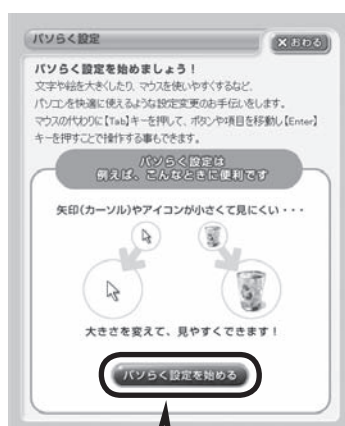 パソらく設定
×おわる
パソらく設定を始めましょう！
文字や絵を大きくしたり、マウスを使いやすくするなど、
パソコンを快適に使えるような設定変更のお手伝いをします。
マウスの代わりに【Tab】キーを押して、ボタンや項目を移動し【Enter】
キーを押すことで操作する事もできます。
パソらく設定は
例えば、こんなときに便利です
矢印(カーソル)やアイコンが小さくて見にくい・・・
大きさを変えて、見やすくできます！
パソらく設定を始める